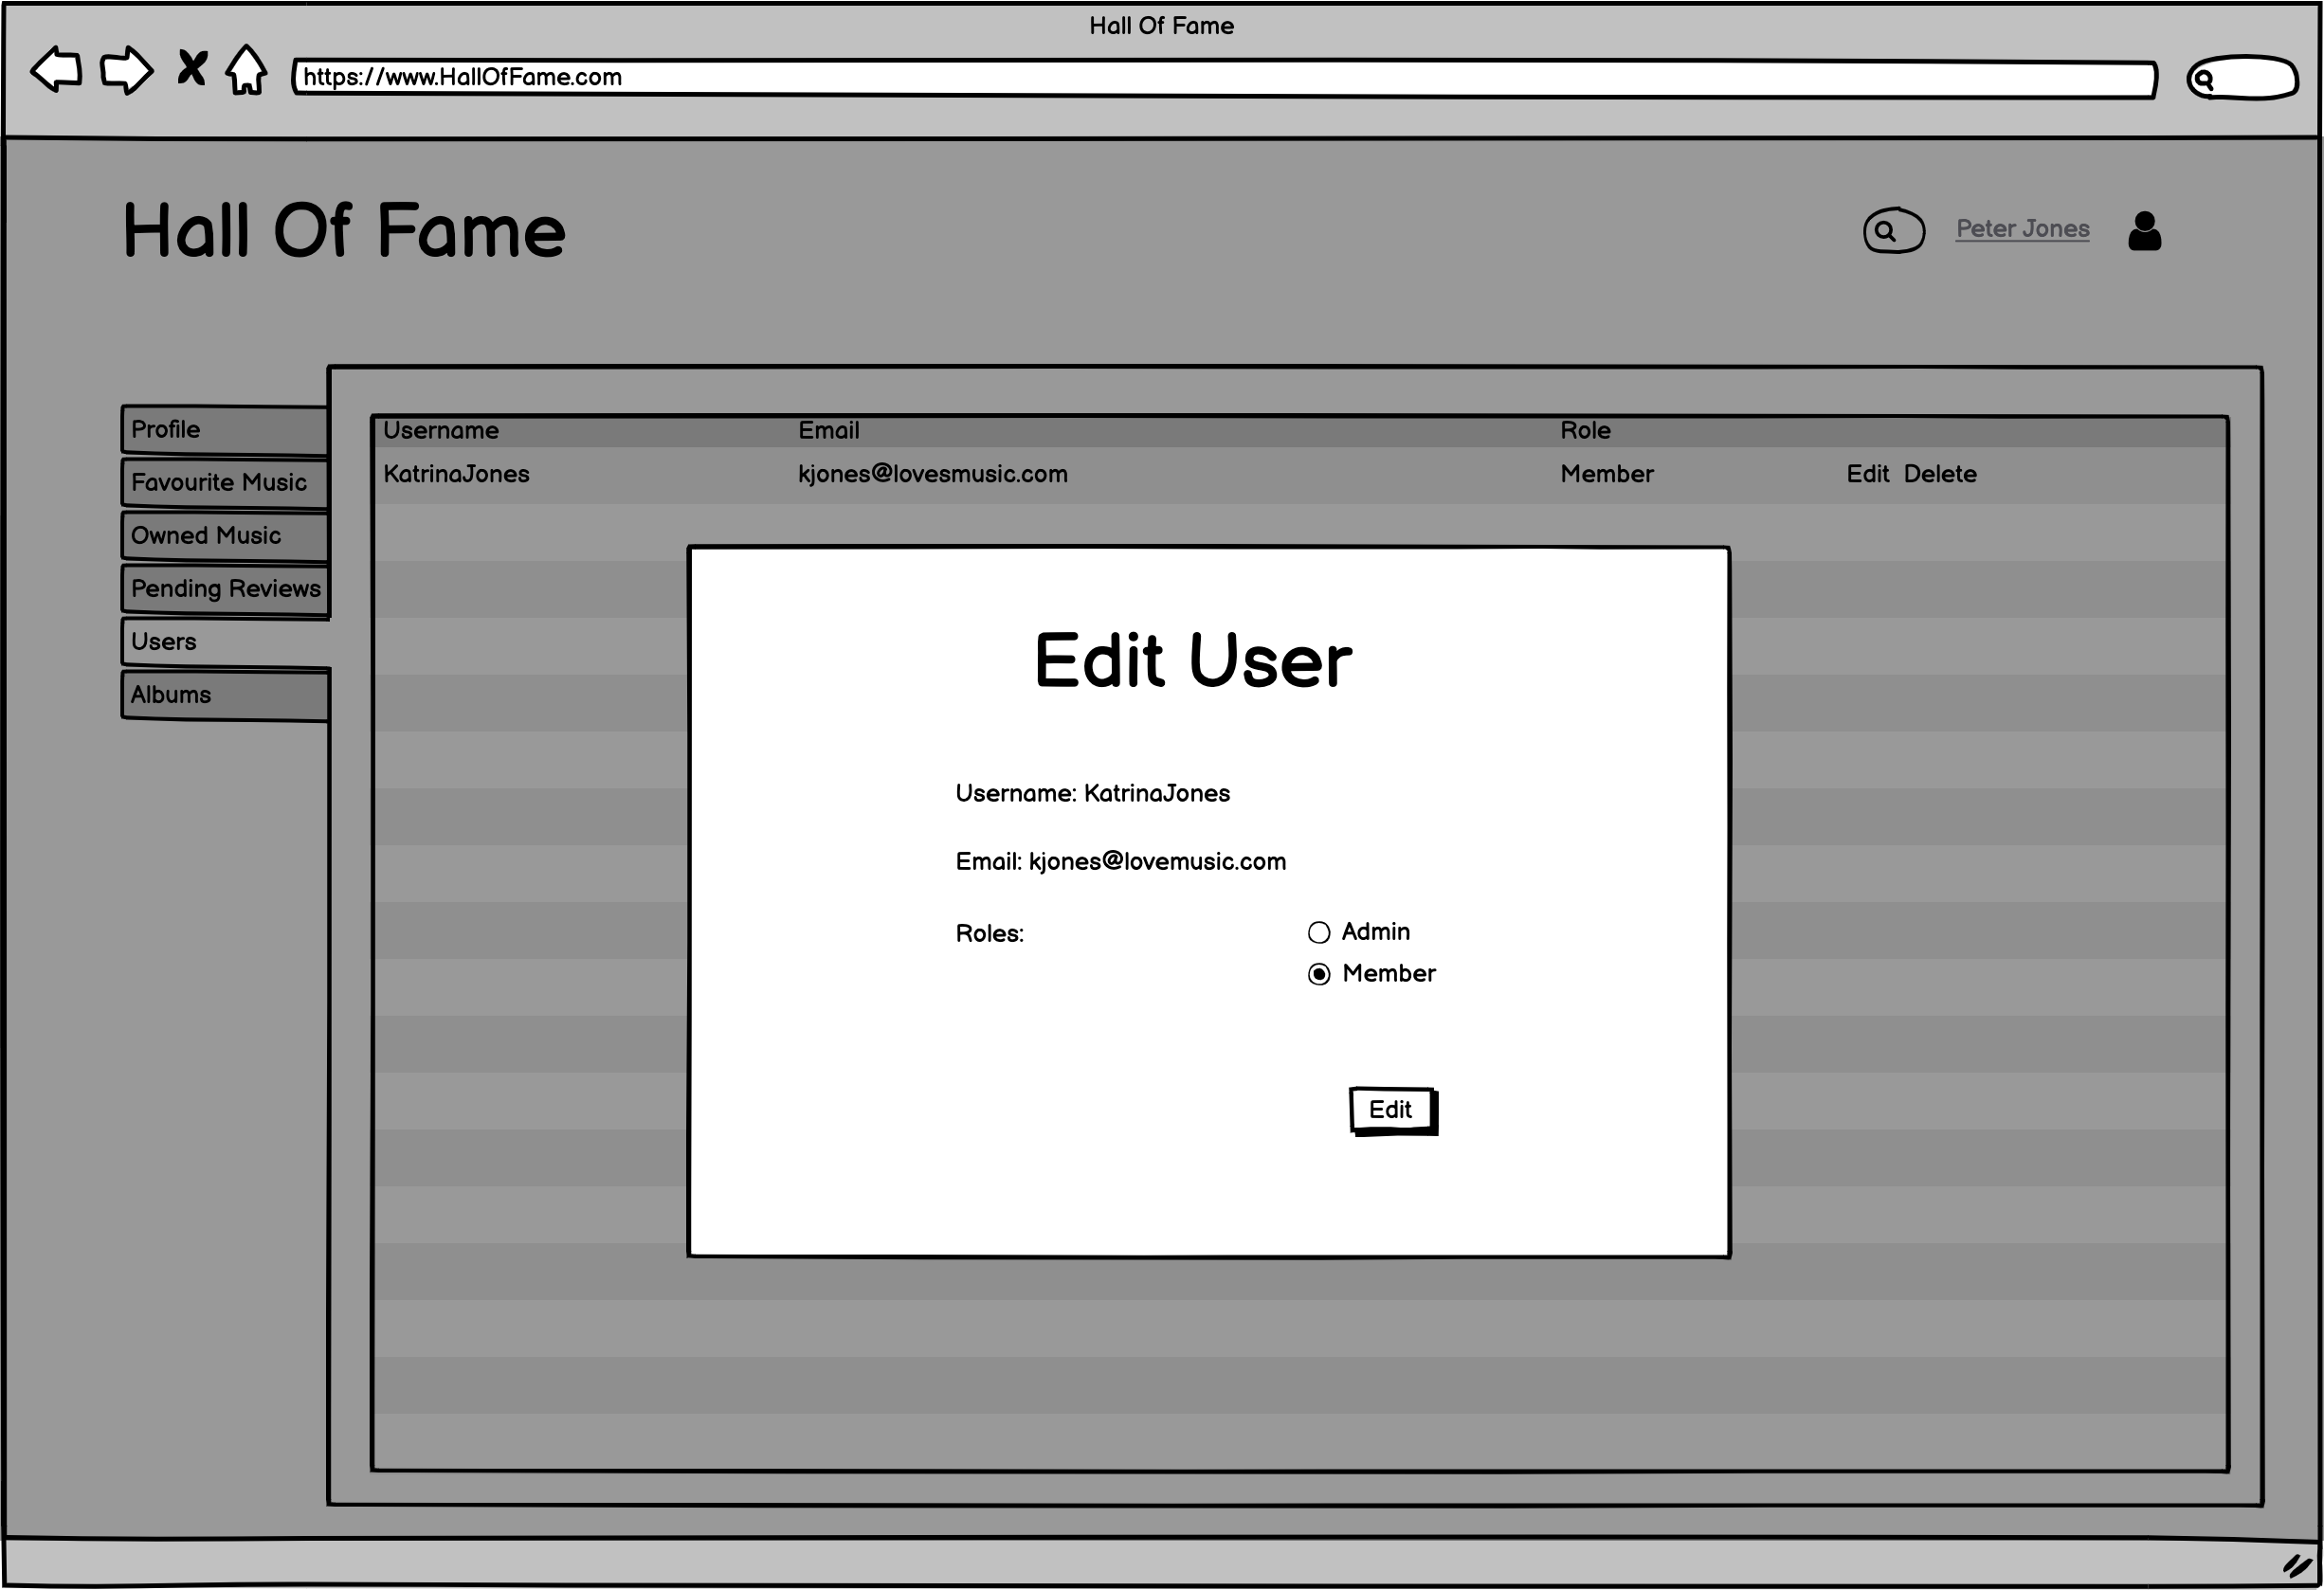 Hall Of Fame
https://www.HallOfFame.com
Hall Of Fame
Peter Jones
Profile
Favourite Music
Owned Music
Pending Reviews
Users
Albums
Username Email Role
KatrinaJones kjones@lovesmusic.com Member Edit Delete
Edit User
Username: KatrinaJones
Email: kjones@lovemusic.com
Roles:
Admin
Member
Edit